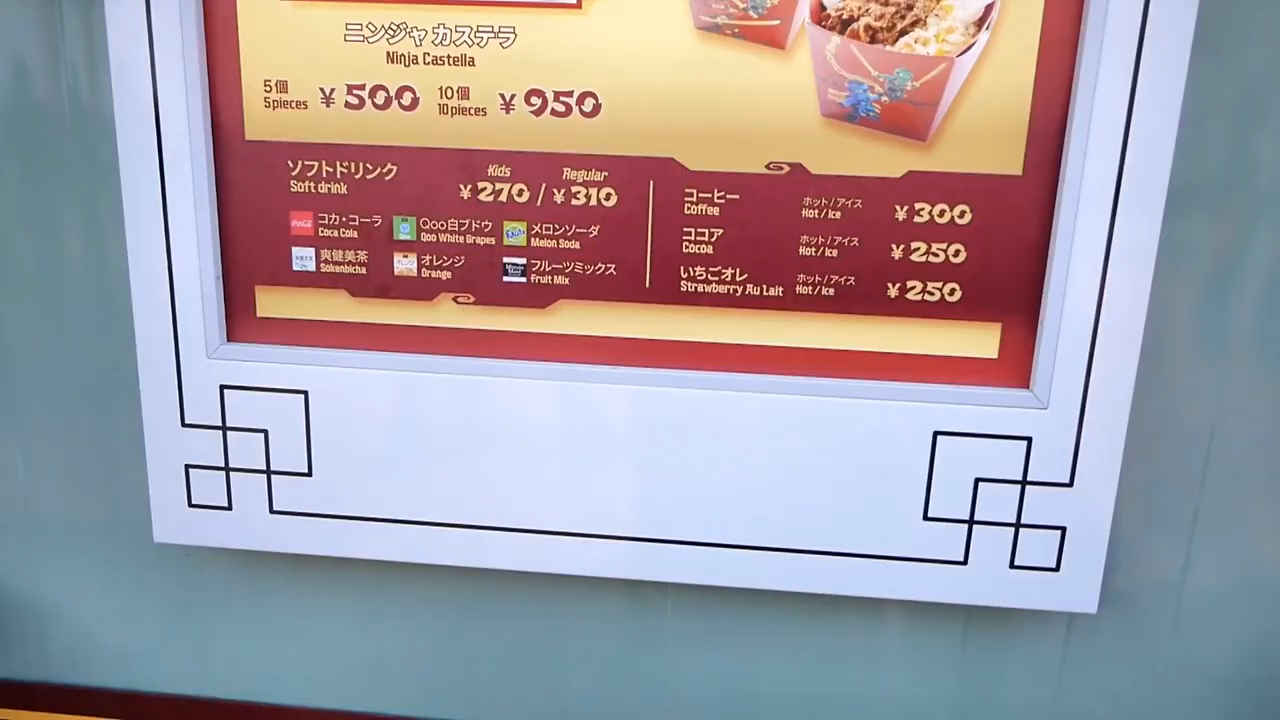 ニンジャ カステラ
Ninja Castella
5個 5pieces ¥500 10個 10pieces ¥950
ソフトドリンク
Soft drink
Kids Regular
¥270 / ¥310
コカ・コーラ Qoo白ブドウ メロンソーダ
Coca Cola Qoo White Grapes Melon Soda
爽健美茶 オレンジ フルーツミックス
Sokenbicha Orange Fruit Mix
コーヒー ホット / アイス ¥300
Coffee Hot / Ice
ココア ホット / アイス ¥250
Cocoa Hot / Ice
いちごオレ ホット / アイス ¥250
Strawberry Au Lait Hot / Ice